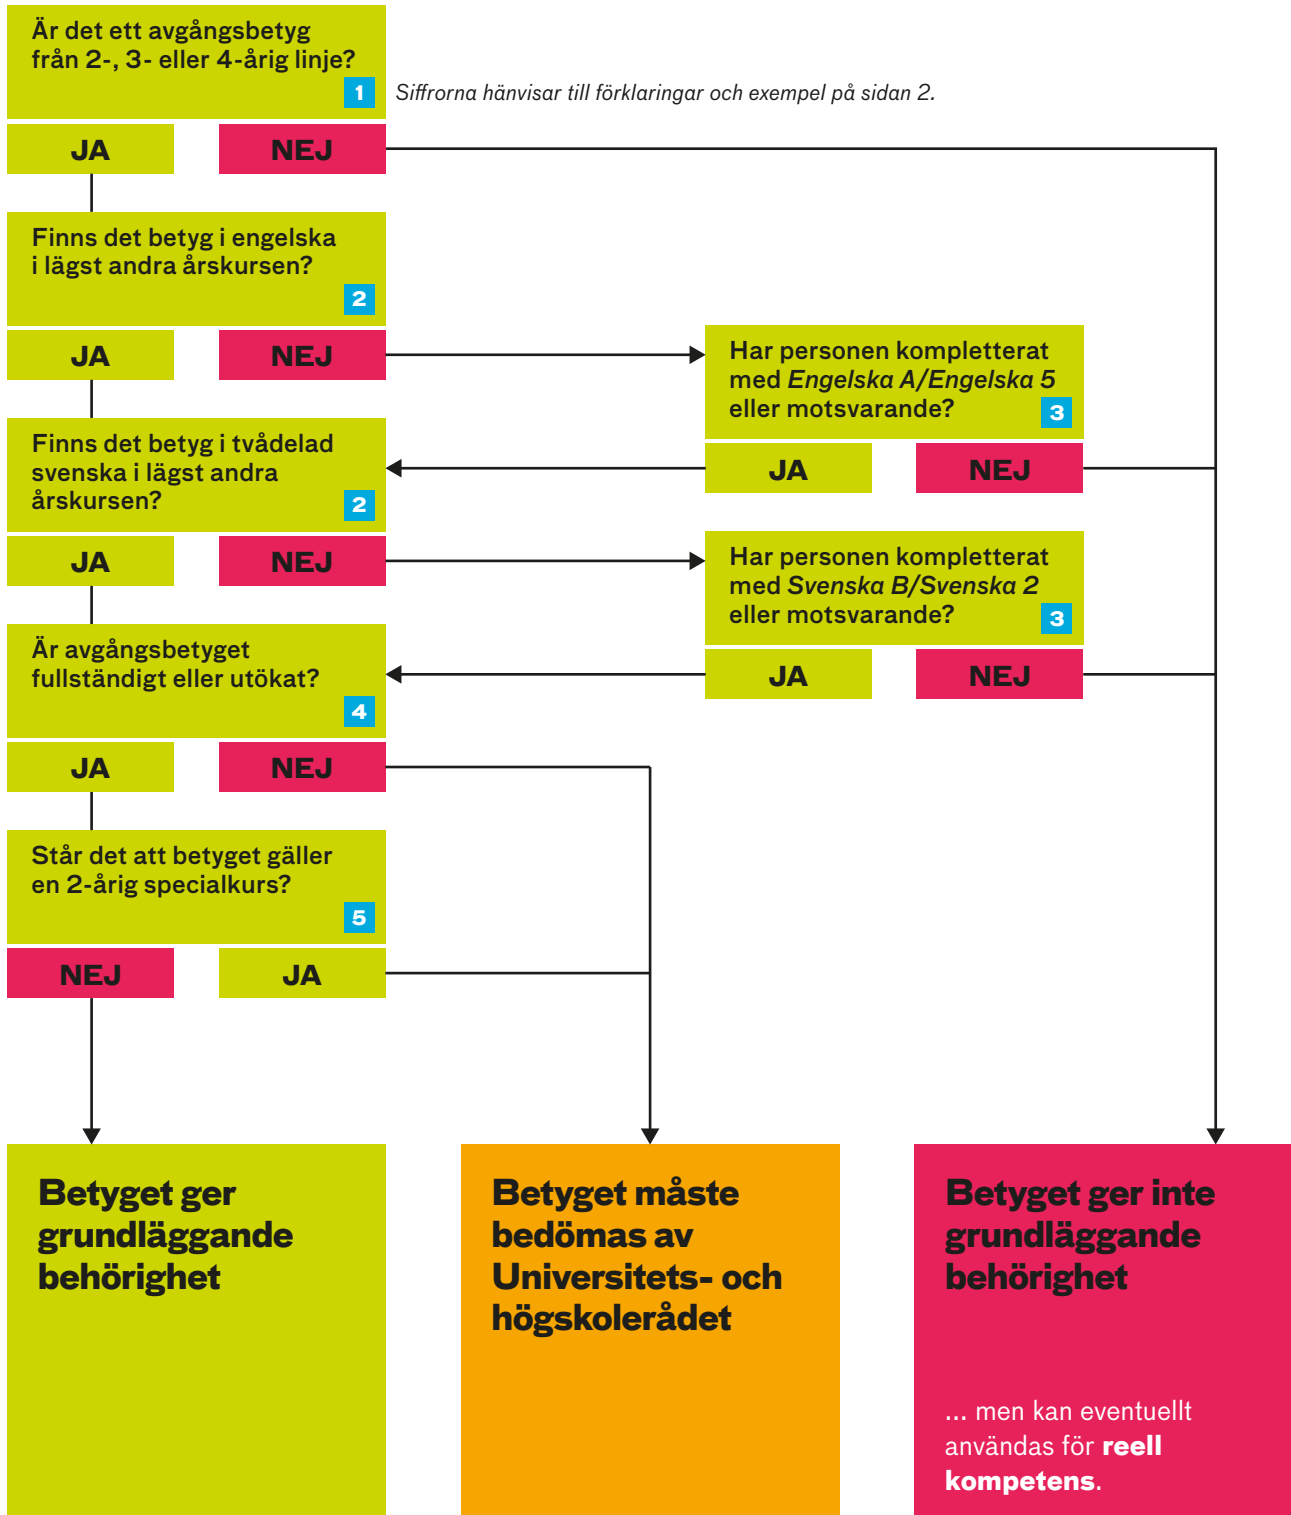 Är det ett avgångsbetyg
från 2-, 3- eller 4-årig linje?
1
Siffrorna hänvisar till förklaringar och exempel på sidan 2.
JA
NEJ
Finns det betyg i engelska
i lägst andra årskursen?
2
JA
NEJ
Har personen kompletterat
med Engelska A/Engelska 5
eller motsvarande?
3
JA
NEJ
Finns det betyg i tvådelad
svenska i lägst andra
årskursen?
2
JA
NEJ
Har personen kompletterat
med Svenska B/Svenska 2
eller motsvarande?
3
JA
NEJ
Är avgångsbetyget
fullständigt eller utökat?
4
JA
NEJ
Står det att betyget gäller
en 2-årig specialkurs?
5
NEJ
JA
Betyget ger
grundläggande
behörighet
Betyget måste
bedömas av
Universitets- och
högskolerådet
Betyget ger inte
grundläggande
behörighet
... men kan eventuellt
användas för reell
kompetens.